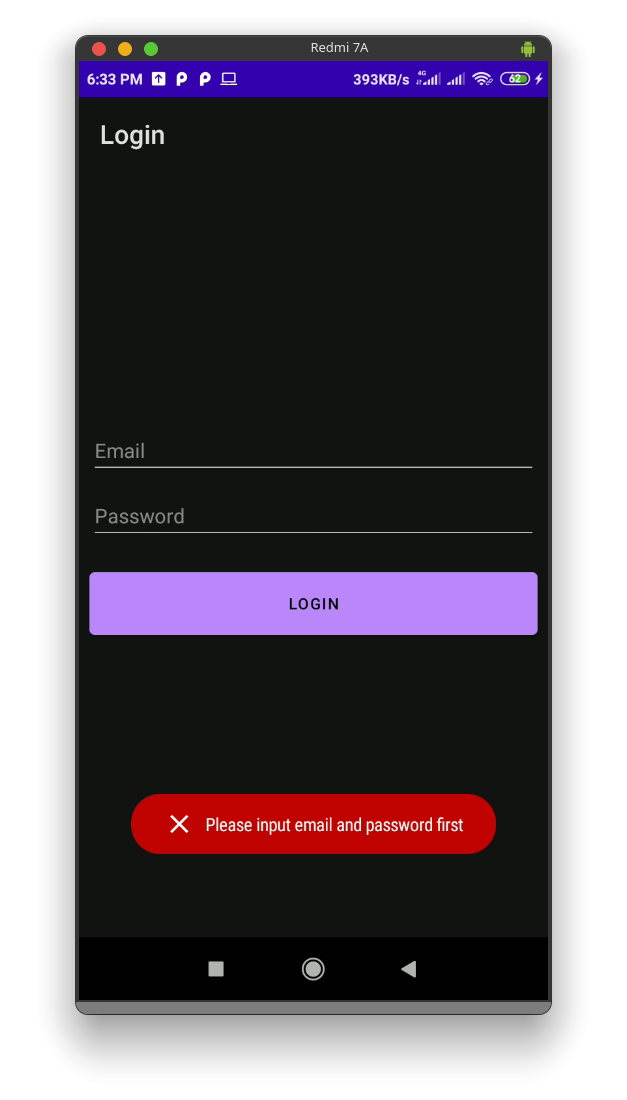 Redmi 7A
6:33 PM 393KB/s 4G 62
Login
Email
Password
LOGIN
Please input email and password first